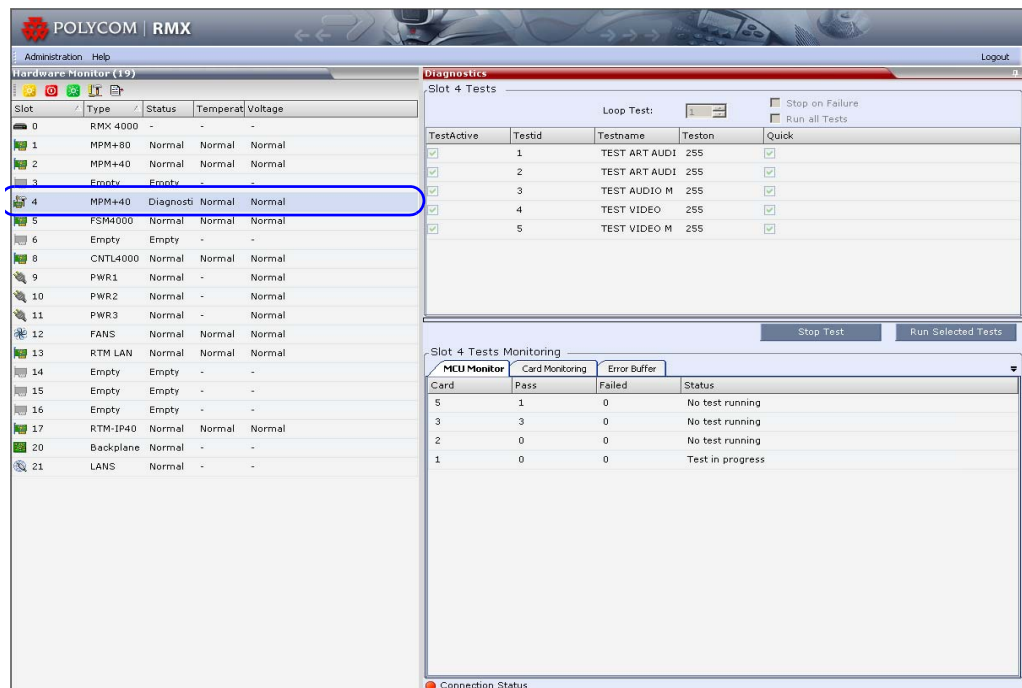 POLYCOM | RMX
Administration Help Logout
Hardware Monitor (19)
Slot Type Status Temperat Voltage
0 RMX 4000 - - -
1 MPM+80 Normal Normal Normal
2 MPM+40 Normal Normal Normal
3 Empty Empty - -
4 MPM+40 Diagnosti Normal Normal
5 FSM4000 Normal Normal Normal
6 Empty Empty - -
8 CNTL4000 Normal Normal Normal
9 PWR1 Normal - Normal
10 PWR2 Normal - Normal
11 PWR3 Normal - Normal
12 FANS Normal Normal Normal
13 RTM LAN Normal Normal Normal
14 Empty Empty - -
15 Empty Empty - -
16 Empty Empty - -
17 RTM-IP40 Normal Normal Normal
20 Backplane Normal - -
21 LANS Normal - -
Diagnostics
Slot 4 Tests
Loop Test: 1
Stop on Failure
Run all Tests
TestActive Testid Testname Teston Quick
1 TEST ART AUDI 255
2 TEST ART AUDI 255
3 TEST AUDIO M 255
4 TEST VIDEO 255
5 TEST VIDEO M 255
Stop Test Run Selected Tests
Slot 4 Tests Monitoring
MCU Monitor Card Monitoring Error Buffer
Card Pass Failed Status
5 1 0 No test running
3 3 0 No test running
2 0 0 No test running
1 0 0 Test in progress
Connection Status